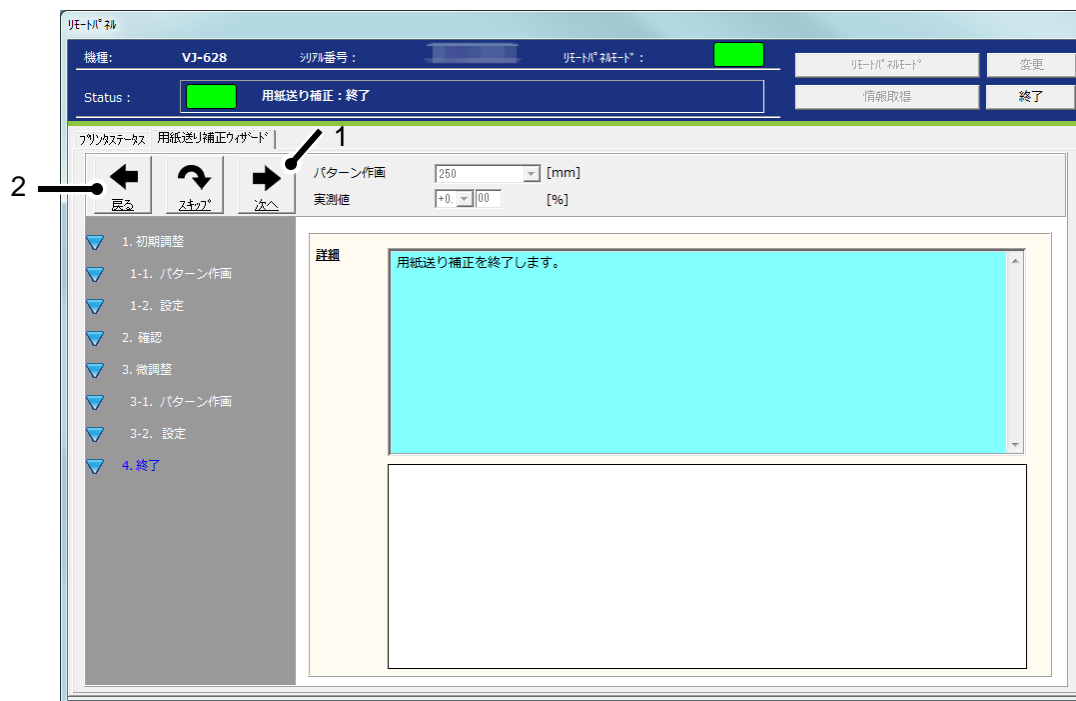 ﾘﾓｰﾄﾊﾟﾈﾙ
機種: VJ-628 ｼﾘｱﾙ番号： ﾘﾓｰﾄﾊﾟﾈﾙﾓｰﾄﾞ： ﾘﾓｰﾄﾊﾟﾈﾙﾓｰﾄﾞ 変更
Status： 用紙送り補正：終了 情報取得 終了
ﾌﾟﾘﾝﾀｽﾃｰﾀｽ 用紙送り補正ｳｨｻﾞｰﾄﾞ 1
2 戻る ｽｷｯﾌﾟ 次へ
パターン作画 250 [mm]
実測値 +0. 00 [%]
1. 初期調整
1-1. パターン作画
1-2. 設定
2. 確認
3. 微調整
3-1. パターン作画
3-2. 設定
4. 終了
詳細
用紙送り補正を終了します。